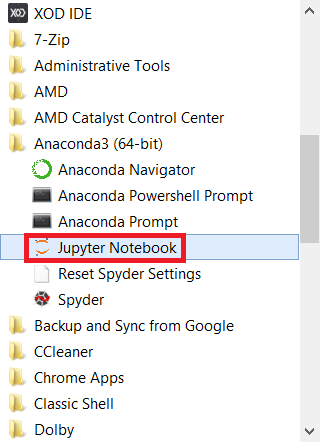 XOD IDE
7-Zip
Administrative Tools
AMD
AMD Catalyst Control Center
Anaconda3 (64-bit)
Anaconda Navigator
Anaconda Powershell Prompt
Anaconda Prompt
Jupyter Notebook
Reset Spyder Settings
Spyder
Backup and Sync from Google
CCleaner
Chrome Apps
Classic Shell
Dolby